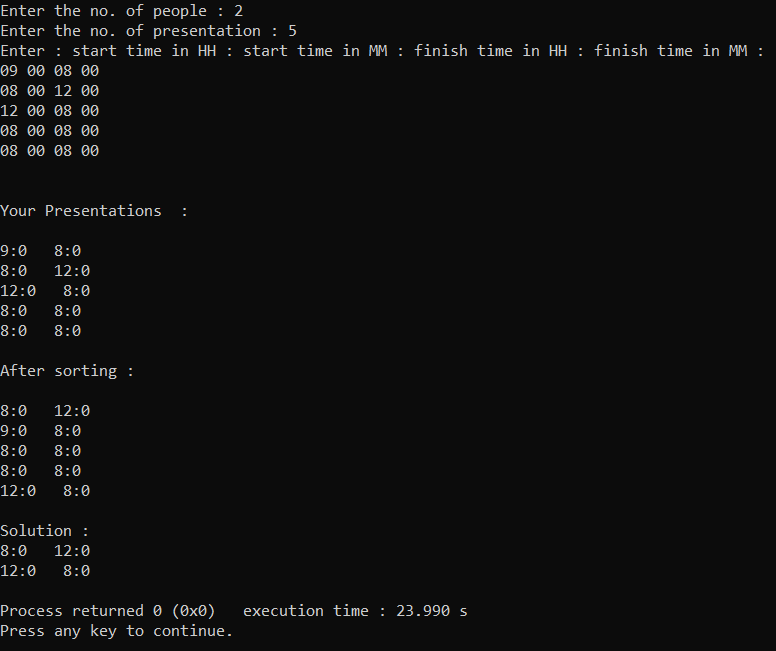 Enter the no. of people : 2
Enter the no. of presentation : 5
Enter : start time in HH : start time in MM : finish time in HH : finish time in MM :
09 00 08 00
08 00 12 00
12 00 08 00
08 00 08 00
08 00 08 00
Your Presentations  :
9:0   8:0
8:0   12:0
12:0   8:0
8:0   8:0
8:0   8:0
After sorting :
8:0   12:0
9:0   8:0
8:0   8:0
8:0   8:0
12:0   8:0
Solution :
8:0   12:0
12:0   8:0
Process returned 0 (0x0)   execution time : 23.990 s
Press any key to continue.